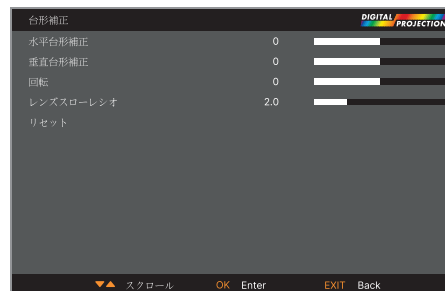 台形補正 DIGITAL PROJECTION
水平台形補正 0
垂直台形補正 0
回転 0
レンズスローレシオ 2.0
リセット
▼▲ スクロール OK Enter EXIT Back